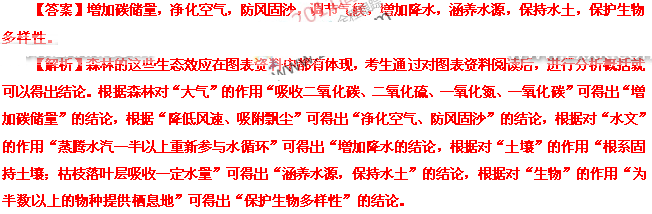 【答案】增加碳储量，净化空气，防风固沙，调节气候，增加降水，涵养水源，保持水土，保护生物
多样性。
【解析】森林的这些生态效应在图表资料中都有体现，考生通过对图表资料阅读后，进行分析概括就
可以得出结论。根据森林对“大气”的作用“吸收二氧化碳、二氧化硫、一氧化氮、一氧化碳”可得出“增
加碳储量”的结论，根据“降低风速、吸附飘尘”可得出“净化空气、防风固沙”的结论，根据对“水文”
的作用“蒸腾水汽一半以上重新参与水循环”可得出“增加降水的结论，根据对“土壤”的作用“根系固
持土壤；枯枝落叶层吸收一定水量”可得出“涵养水源，保持水土”的结论，根据对“生物”的作用“为
半数以上的物种提供栖息地”可得出“保护生物多样性”的结论。